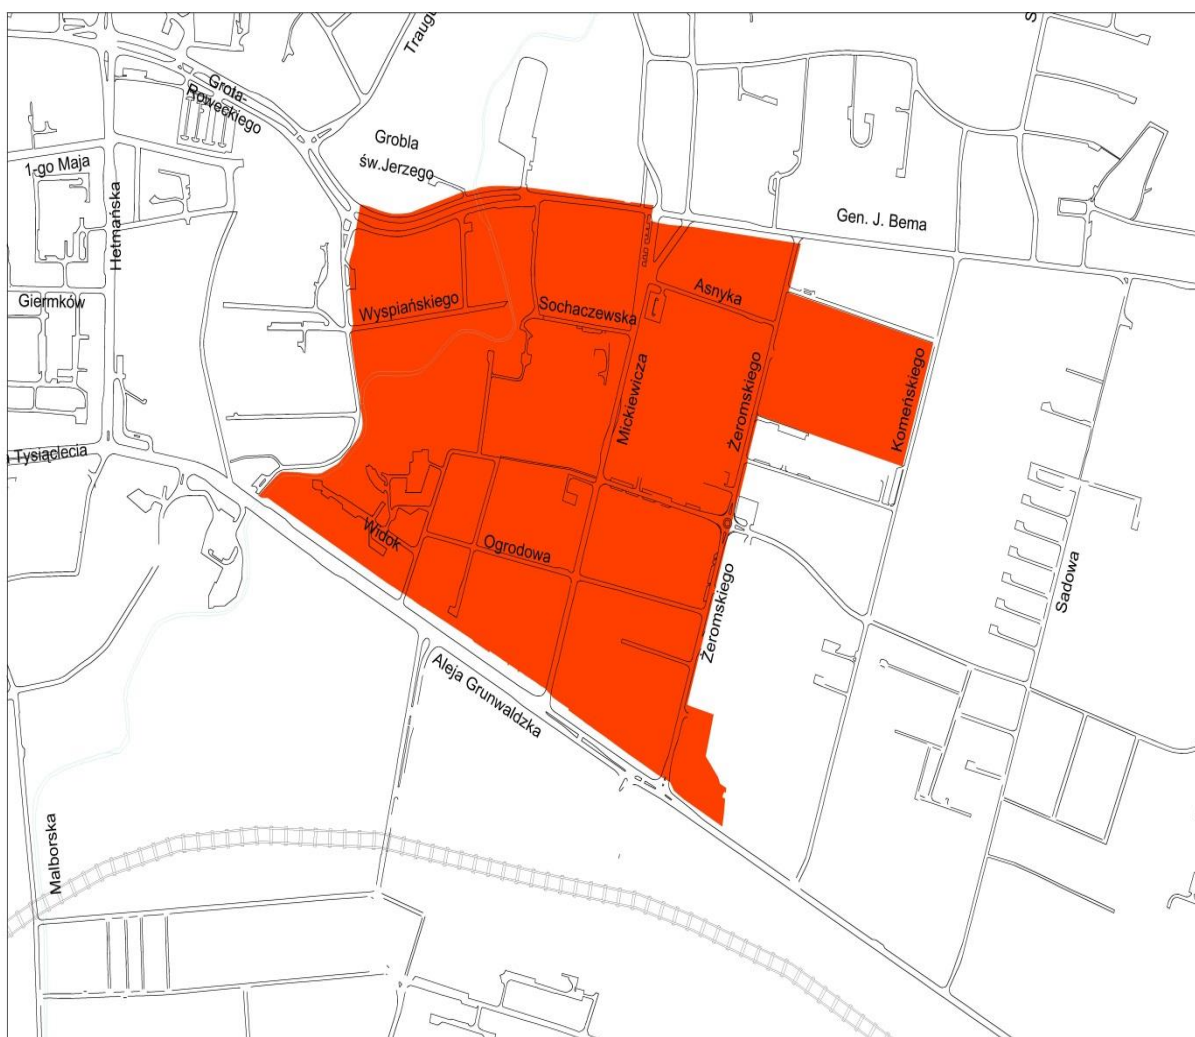 Traug
S
Grota-
Roweckiego
Grobla
św.Jerzego
1-go Maja
Hetmańska
Gen. J. Bema
Giermków
Wyspiańskiego
Sochaczewska
Asnyka
Mickiewicza
Żeromskiego
Komeńskiego
Tysiąclecia
Widok
Ogrodowa
Żeromskiego
Sadowa
Aleja Grunwaldzka
Malborska